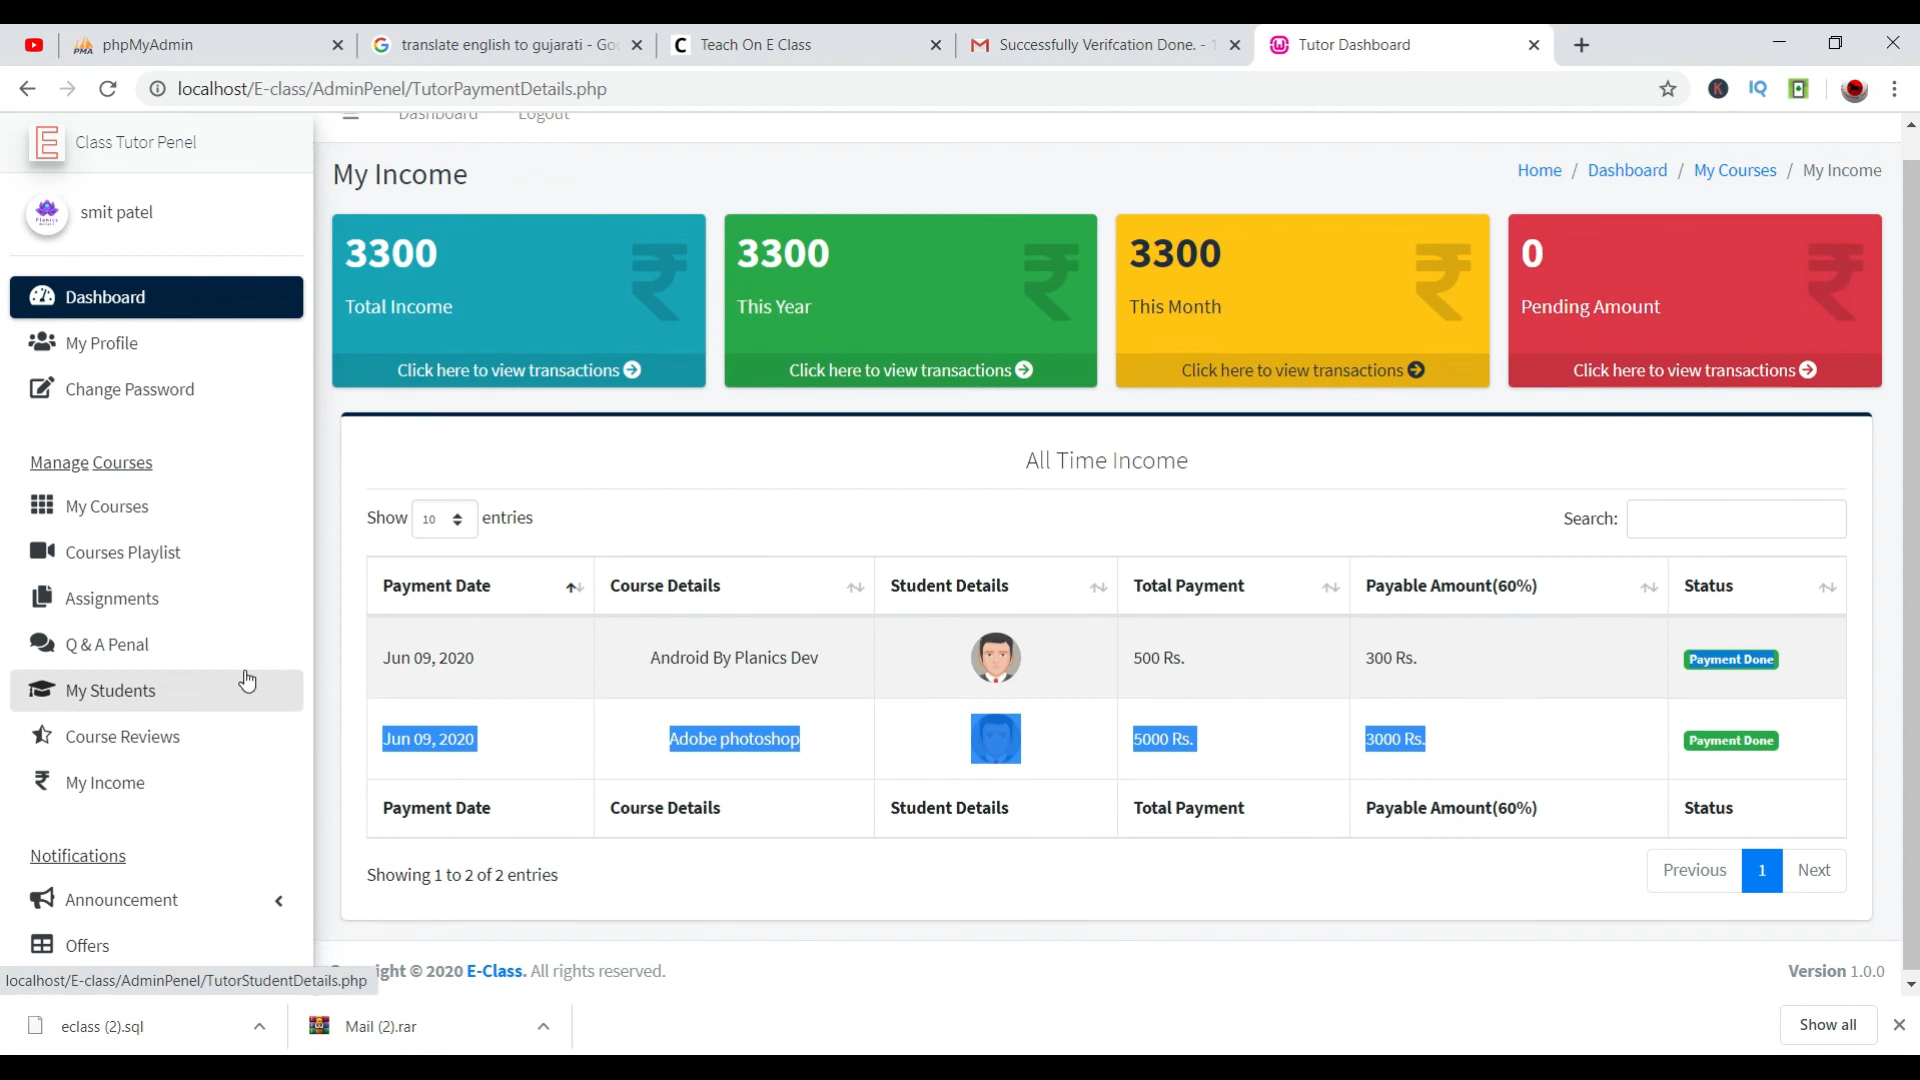 phpMyAdmin
translate english to gujarati - Go
Teach On E Class
Successfully Verifcation Done. - 1
Tutor Dashboard
localhost/E-class/AdminPenel/TutorPaymentDetails.php
IQ
E Class Tutor Penel
Dashboard Logout
smit patel
My Income
Home / Dashboard / My Courses / My Income
3300
Total Income
Click here to view transactions
3300
This Year
Click here to view transactions
3300
This Month
Click here to view transactions
0
Pending Amount
Click here to view transactions
Dashboard
My Profile
Change Password
Manage Courses
My Courses
Courses Playlist
Assignments
Q & A Penal
My Students
Course Reviews
My Income
Notifications
Announcement
Offers
All Time Income
Show 10 entries
Search:
Payment Date Course Details Student Details Total Payment Payable Amount(60%) Status
Jun 09, 2020 Android By Planics Dev 500 Rs. 300 Rs. Payment Done
Jun 09, 2020 Adobe photoshop 5000 Rs. 3000 Rs. Payment Done
Payment Date Course Details Student Details Total Payment Payable Amount(60%) Status
Showing 1 to 2 of 2 entries
Previous 1 Next
ight © 2020 E-Class. All rights reserved.
Version 1.0.0
localhost/E-class/AdminPenel/TutorStudentDetails.php
eclass (2).sql
Mail (2).rar
Show all